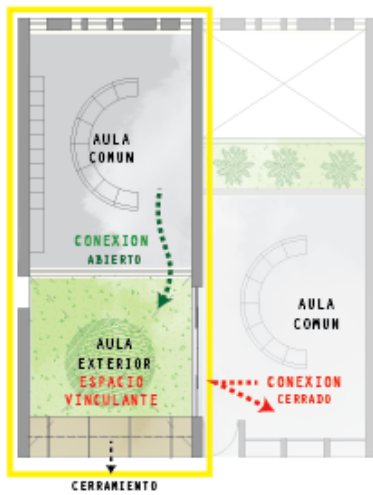 AULA
COMUN
CONEXION
ABIERTO
AULA
EXTERIOR
ESPACIO
VINCULANTE
AULA
COMUN
CONEXION
CERRADO
CERRAMIENTO